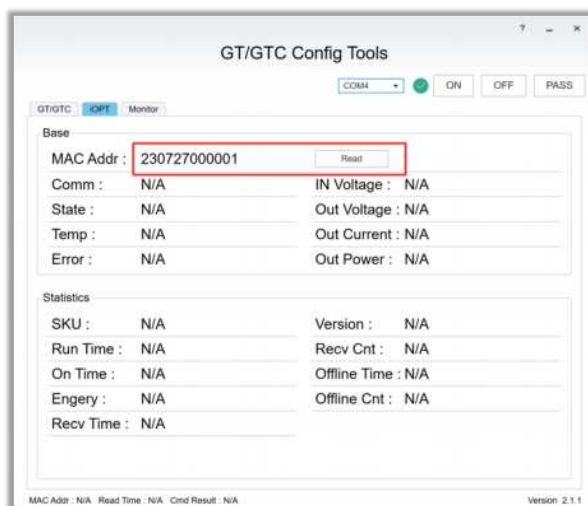 ? – ×
GT/GTC Config Tools
COM4 ON OFF PASS
GT/GTC iOPT Monitor
Base
MAC Addr : 230727000001 Read
Comm : N/A IN Voltage : N/A
State : N/A Out Voltage : N/A
Temp : N/A Out Current : N/A
Error : N/A Out Power : N/A
Statistics
SKU : N/A Version : N/A
Run Time : N/A Recv Cnt : N/A
On Time : N/A Offline Time : N/A
Engery : N/A Offline Cnt : N/A
Recv Time : N/A
MAC Addr : N/A Read Time : N/A Cmd Result : N/A Version 2.1.1